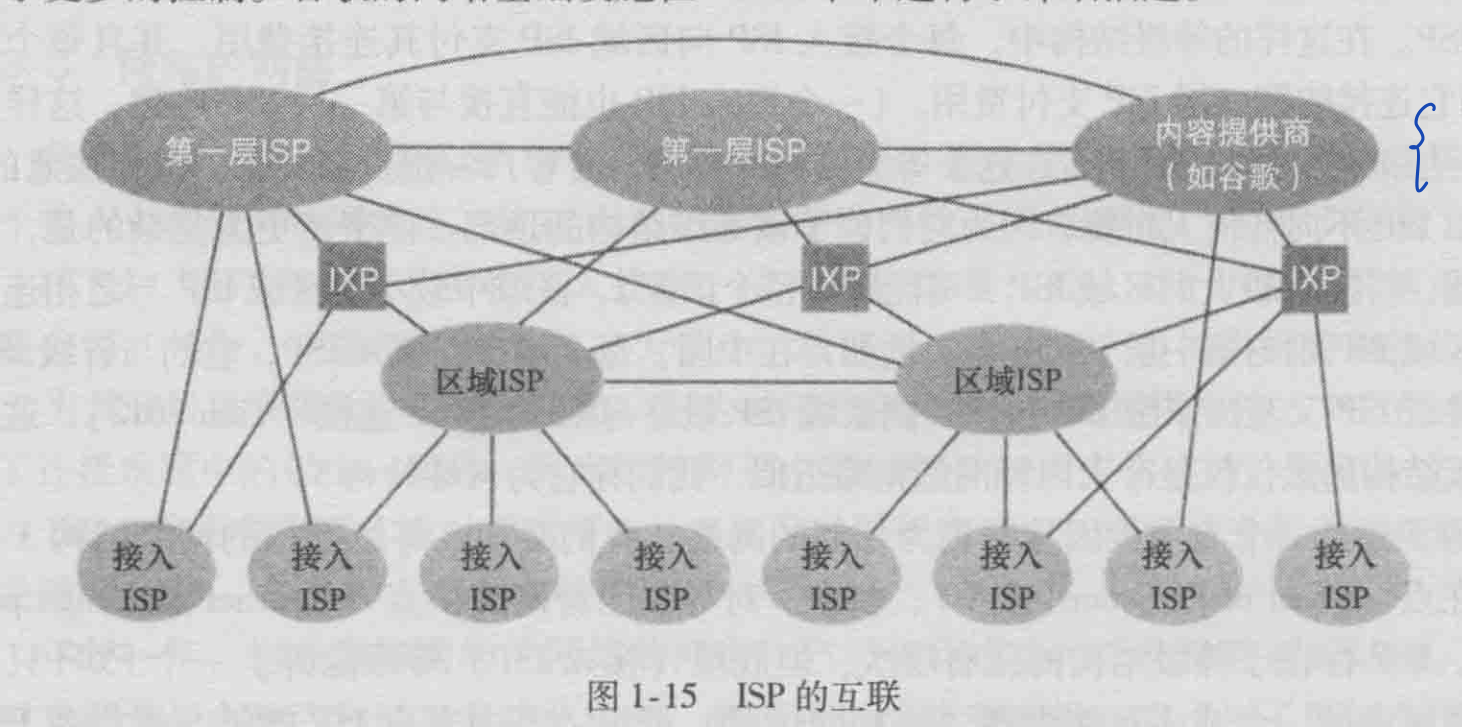 第一层ISP
第一层ISP
内容提供商
（如谷歌）
IXP
IXP
IXP
区域ISP
区域ISP
接入
ISP
接入
ISP
接入
ISP
接入
ISP
接入
ISP
接入
ISP
接入
ISP
接入
ISP
图 1-15 ISP 的互联